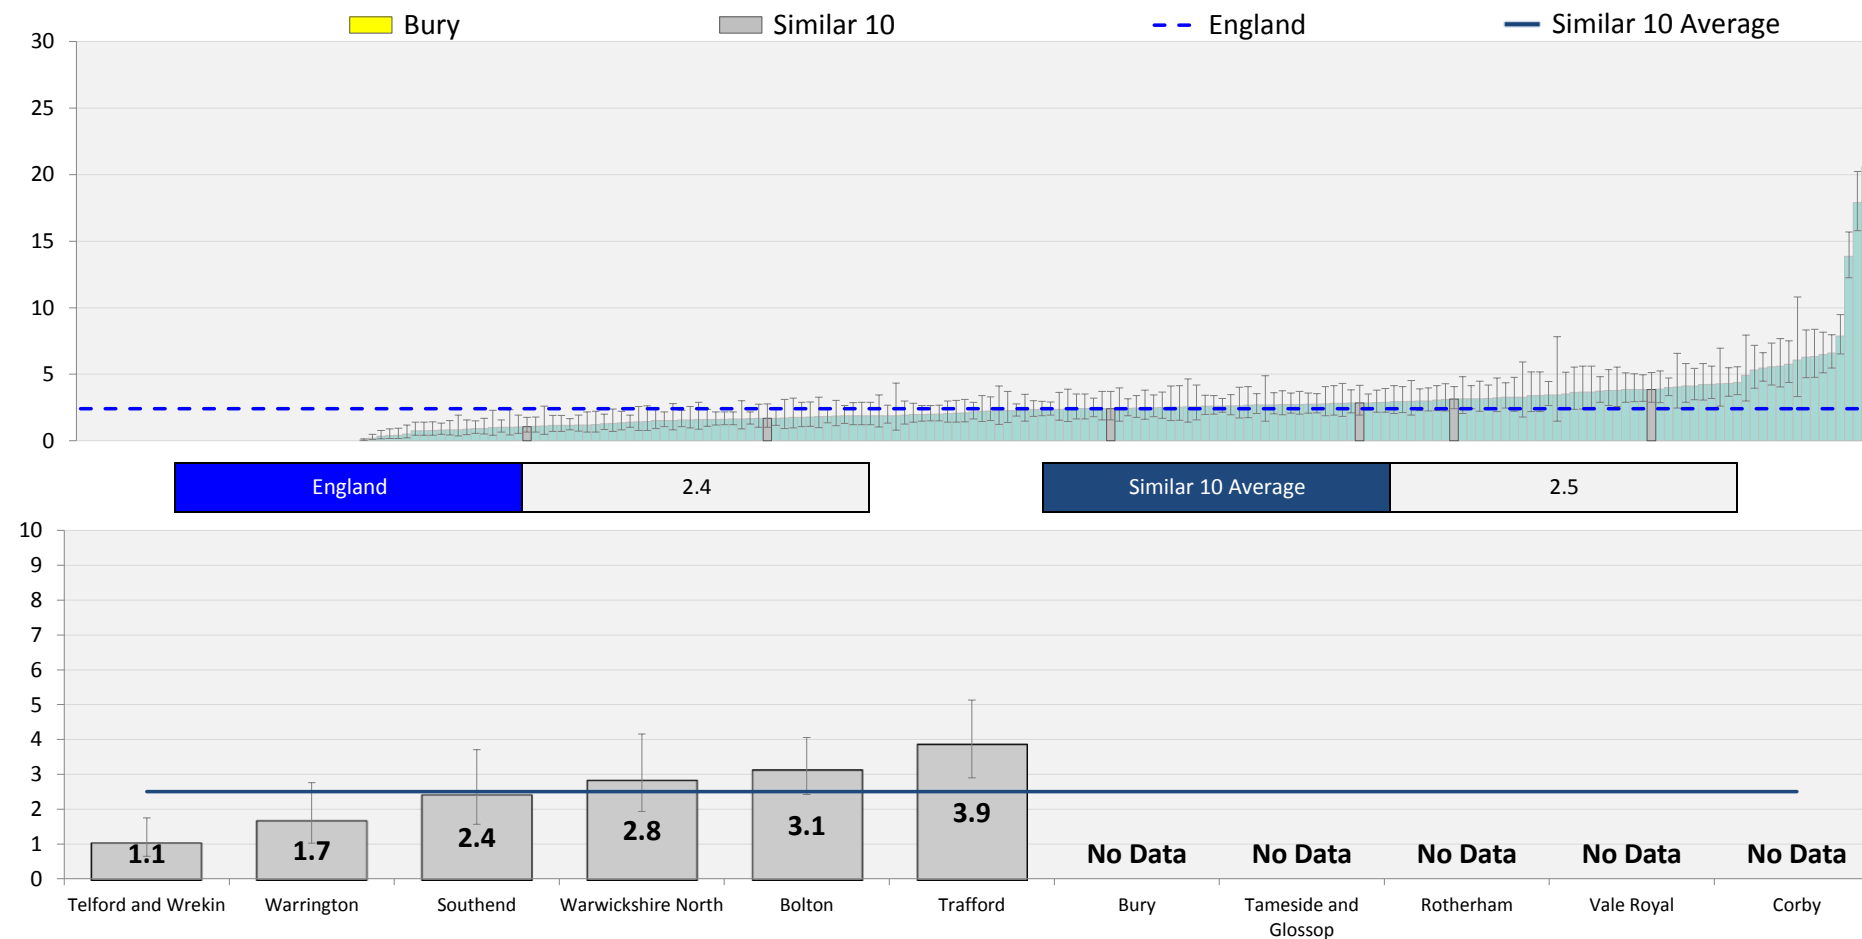 Bury
Similar 10
England
Similar 10 Average
30
25
20
15
10
5
0
England
2.4
Similar 10 Average
2.5
10
9
8
7
6
5
4
3
2
1
0
1.1
1.7
2.4
2.8
3.1
3.9
No Data
No Data
No Data
No Data
No Data
Telford and Wrekin
Warrington
Southend
Warwickshire North
Bolton
Trafford
Bury
Tameside and
Glossop
Rotherham
Vale Royal
Corby